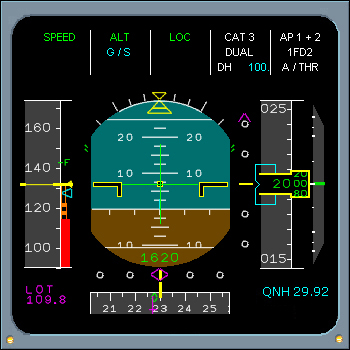 SPEED ALT LOC CAT 3 AP 1 + 2
G/S DUAL 1FD2
DH 100. A / THR
160
140
120
100
F
20 20
10 10
10 10
1620
025
20
20
00
80
015
LOT
109.8
21 22 23 24 25
QNH 29.92